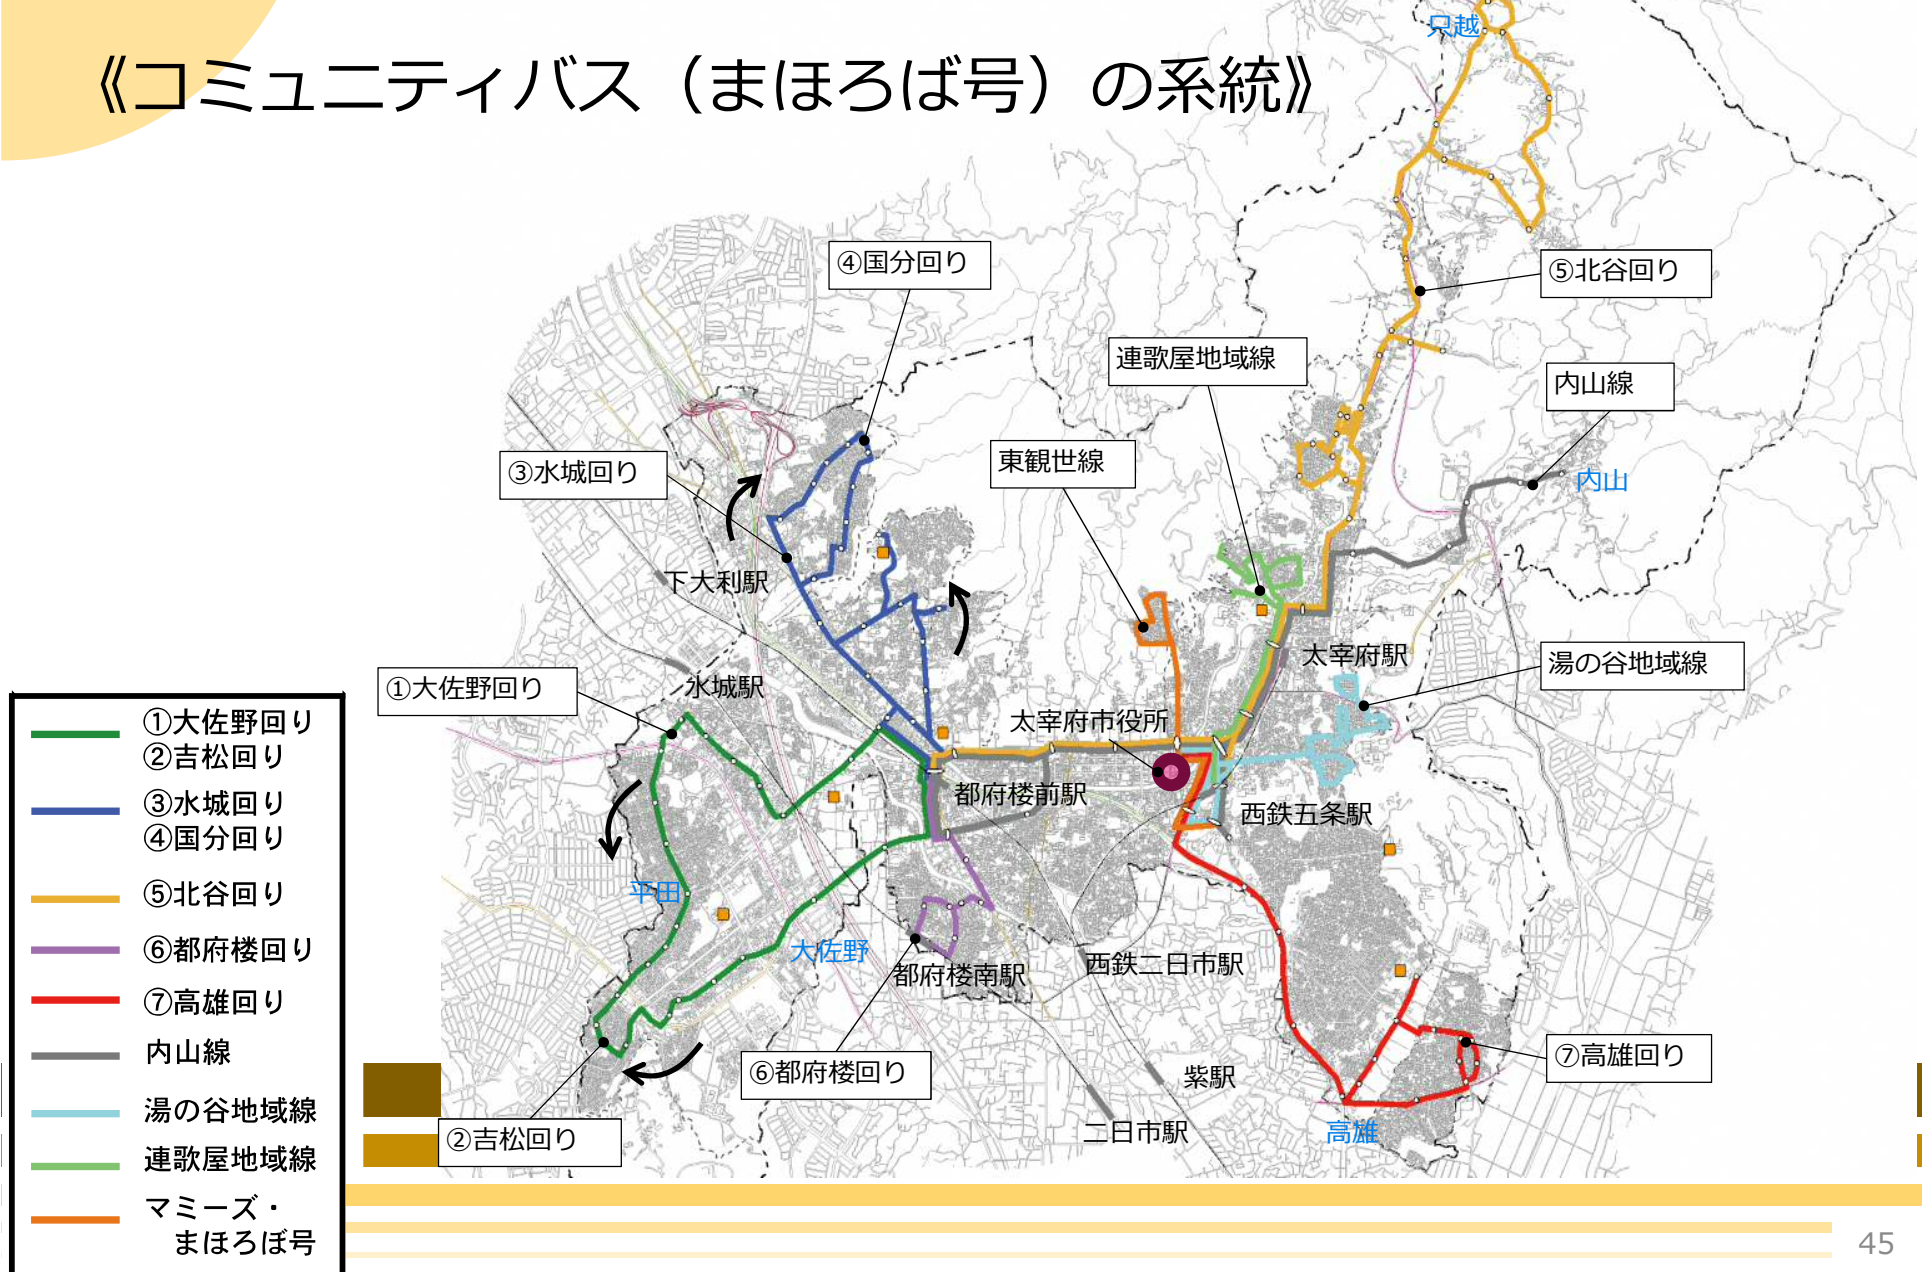 《コミュニティバス（まほろば号）の系統》
只越
④国分回り
⑤北谷回り
連歌屋地域線
内山線
東観世線
③水城回り
内山
下大利駅
太宰府駅
湯の谷地域線
①大佐野回り
水城駅
太宰府市役所
都府楼前駅
西鉄五条駅
平田
大佐野
都府楼南駅
西鉄二日市駅
⑥都府楼回り
紫駅
⑦高雄回り
②吉松回り
二日市駅
高雄
①大佐野回り
②吉松回り
③水城回り
④国分回り
⑤北谷回り
⑥都府楼回り
⑦高雄回り
内山線
湯の谷地域線
連歌屋地域線
マミーズ・
まほろぼ号
45